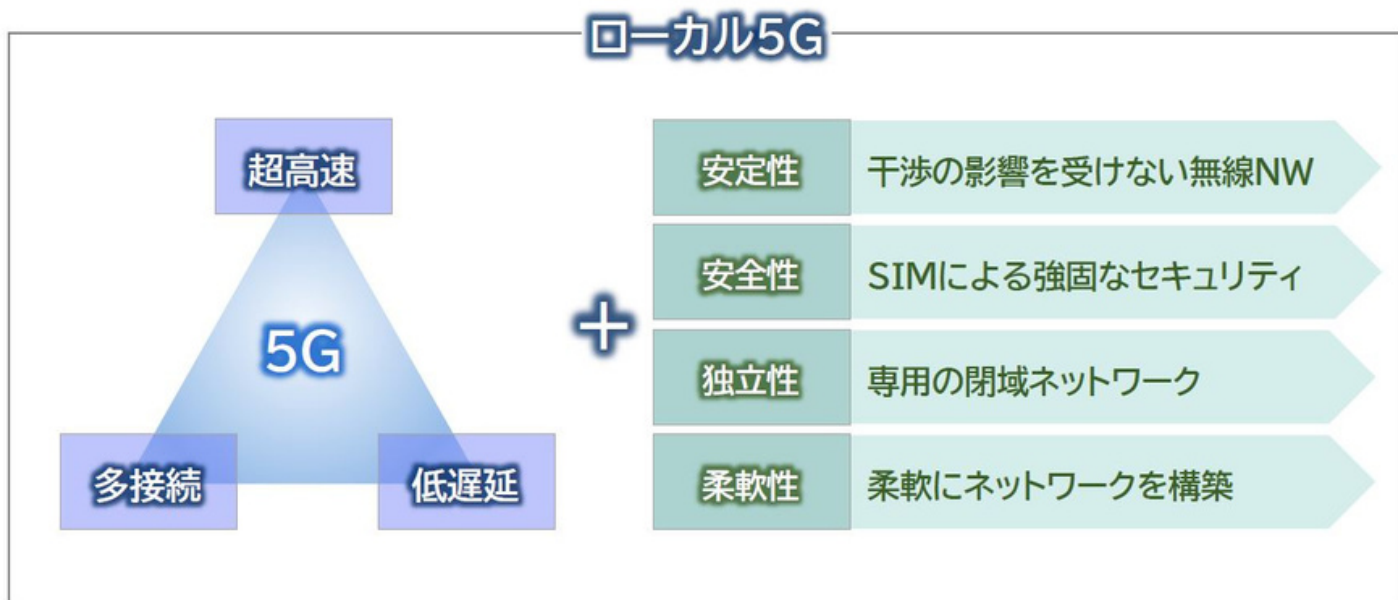 ローカル5G
超高速
5G
多接続
低遅延
+
安定性
干渉の影響を受けない無線NW
安全性
SIMによる強固なセキュリティ
独立性
専用の閉域ネットワーク
柔軟性
柔軟にネットワークを構築